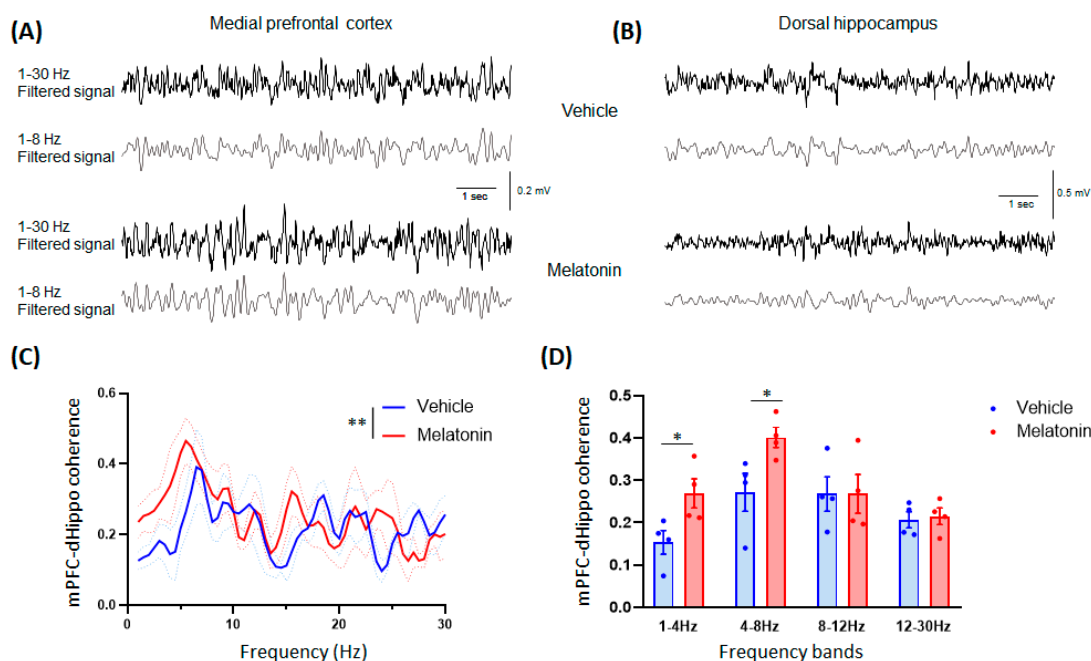 Medial prefrontal cortex
Dorsal hippocampus
(A)
(B)
1-30 Hz
Filtered signal
Vehicle
1-8 Hz
Filtered signal
1 sec
0.2 mV
1 sec
0.5 mV
1-30 Hz
Filtered signal
Melatonin
1-8 Hz
Filtered signal
(C)
mPFC-dHippo coherence
0.6
0.4
0.2
0.0
0
10
20
30
Frequency (Hz)
**
Vehicle
Melatonin
(D)
mPFC-dHippo coherence
0.5
0.4
0.3
0.2
0.1
0.0
*
*
1-4Hz
4-8Hz
8-12Hz
12-30Hz
Frequency bands
Vehicle
Melatonin